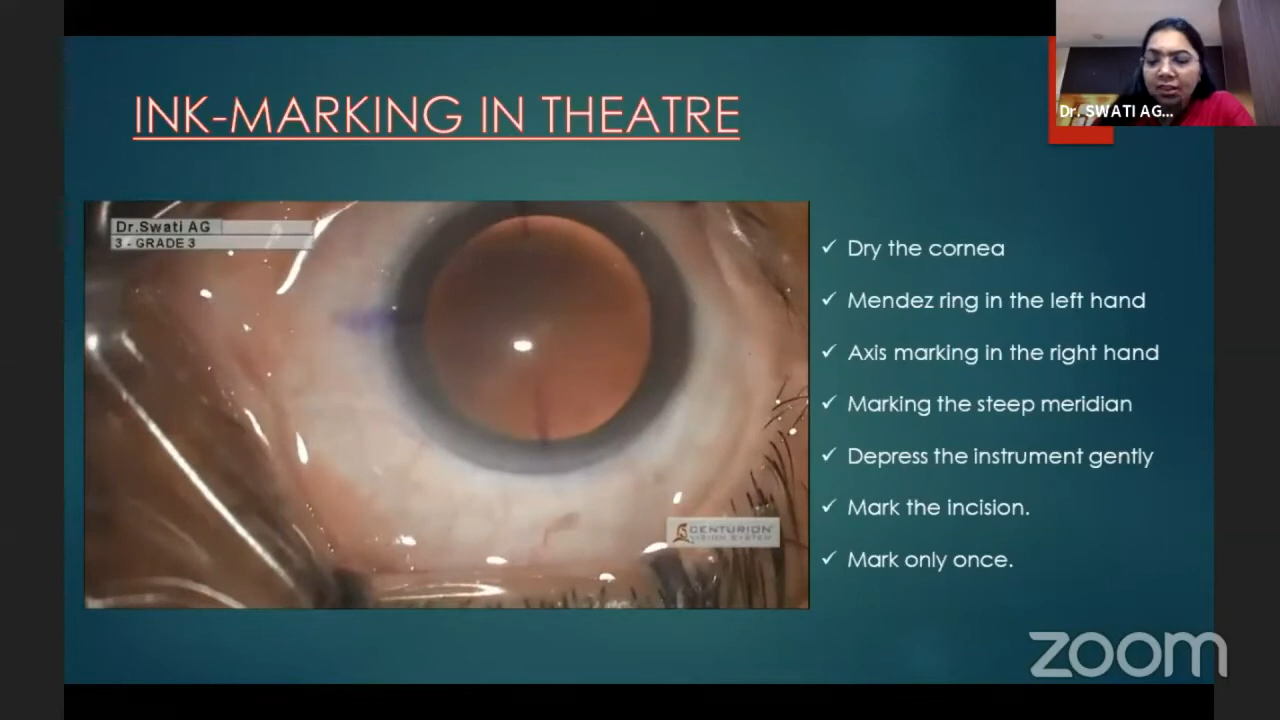 INK-MARKING IN THEATRE
Dr. SWATI AG...
Dr.Swati AG
3 - GRADE 3
✓ Dry the cornea
✓ Mendez ring in the left hand
✓ Axis marking in the right hand
✓ Marking the steep meridian
✓ Depress the instrument gently
✓ Mark the incision.
✓ Mark only once.
CENTURION
VISION SYSTEM
zoom